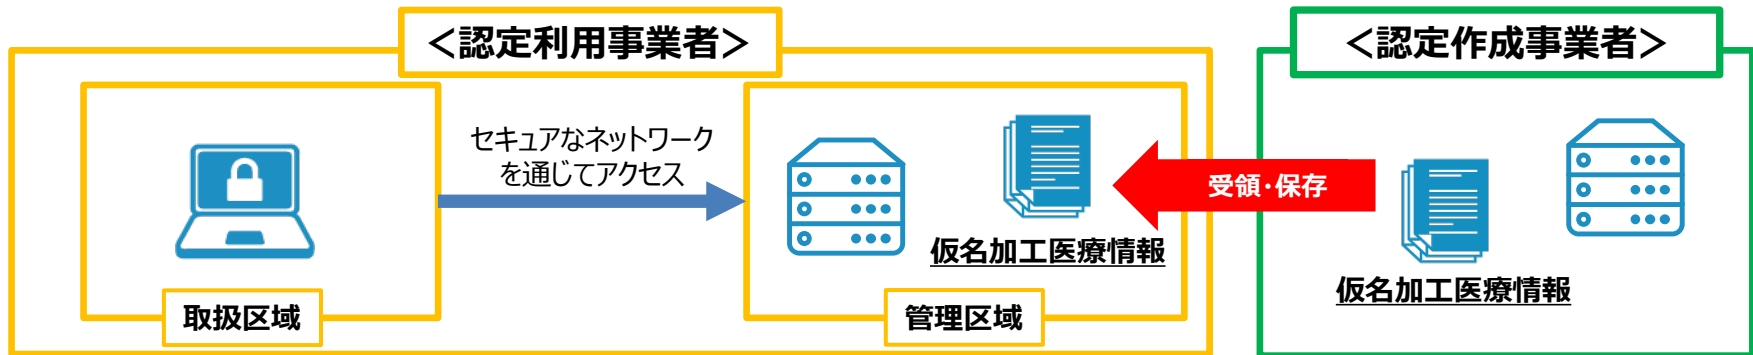 ＜認定利用事業者＞
＜認定作成事業者＞
セキュアなネットワーク
を通じてアクセス
受領・保存
仮名加工医療情報
仮名加工医療情報
取扱区域
管理区域